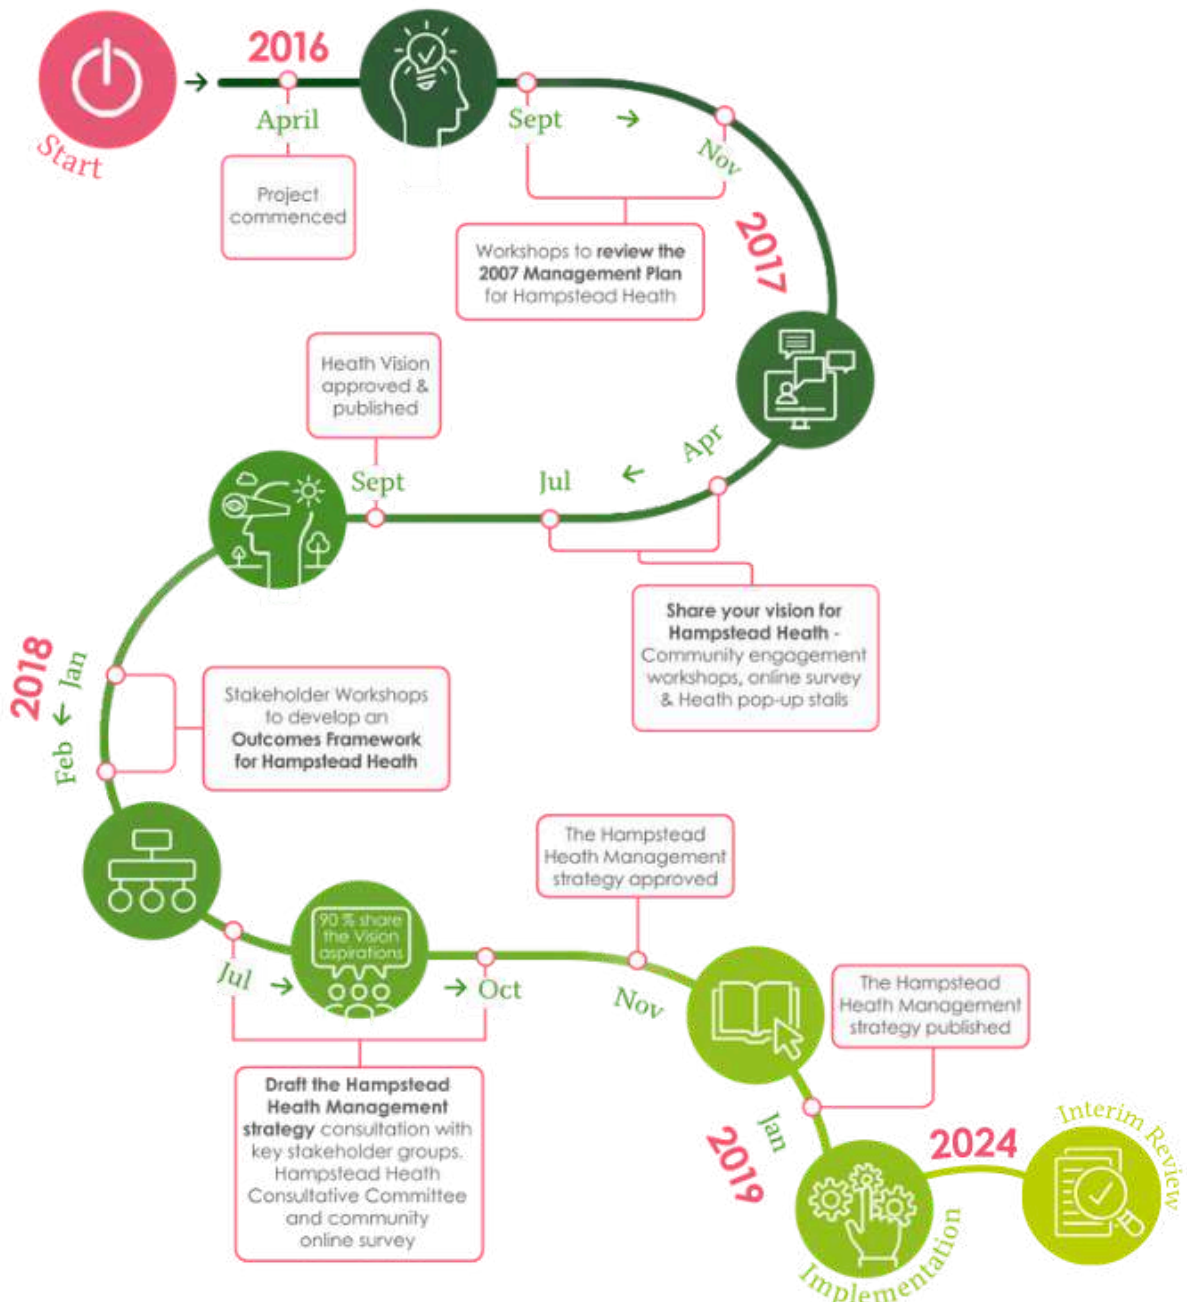 Start
2016
April
Project
commenced
Sept
Nov
Workshops to review the
2007 Management Plan
for Hampstead Heath
2017
Apr
Jul
Share your vision for
Hampstead Heath -
Community engagement
workshops, online survey
& Heath pop-up stalls
Sept
Heath Vision
approved &
published
2018
Jan
Feb
Stakeholder Workshops
to develop an
Outcomes Framework
for Hampstead Heath
Jul
90 % share
the Vision
aspirations
Oct
Draft the Hampstead
Heath Management
strategy consultation with
key stakeholder groups.
Hampstead Heath
Consultative Committee
and community
online survey
Nov
The Hampstead
Heath Management
strategy approved
The Hampstead
Heath Management
strategy published
Jan
2019
Implementation
2024
Interim Review